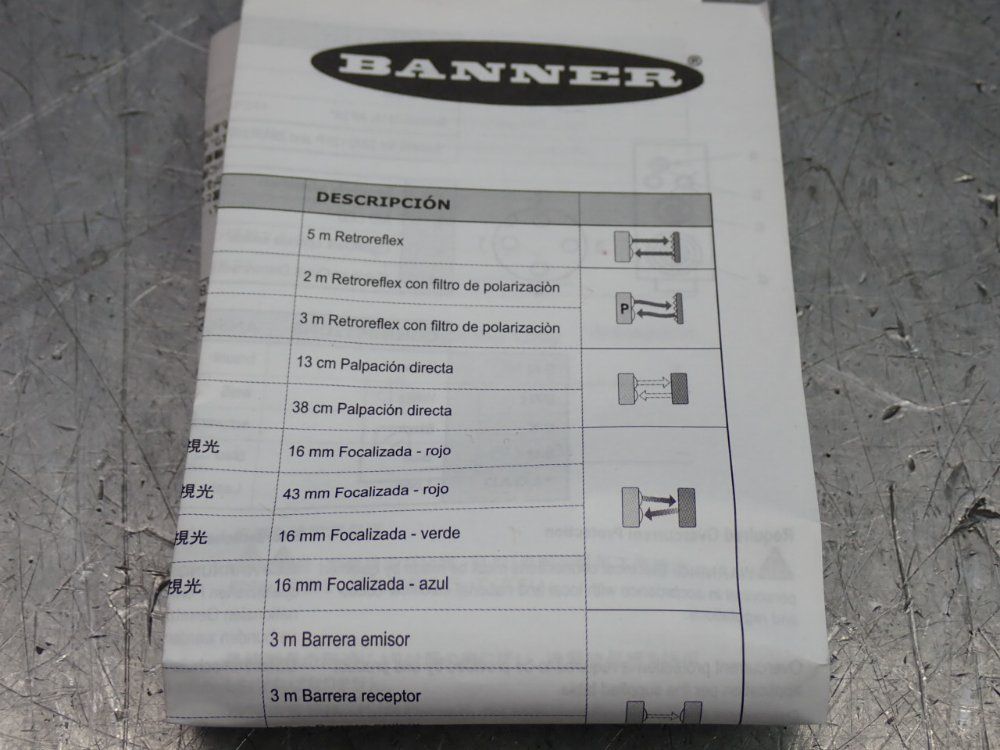 BANNER®
DESCRIPCIÓN
5 m Retroreflex
2 m Retroreflex con filtro de polarizaciòn
P
3 m Retroreflex con filtro de polarizaciòn
13 cm Palpación directa
38 cm Palpación directa
視光 16 mm Focalizada - rojo
視光 43 mm Focalizada - rojo
視光 16 mm Focalizada - verde
視光 16 mm Focalizada - azul
3 m Barrera emisor
3 m Barrera receptor